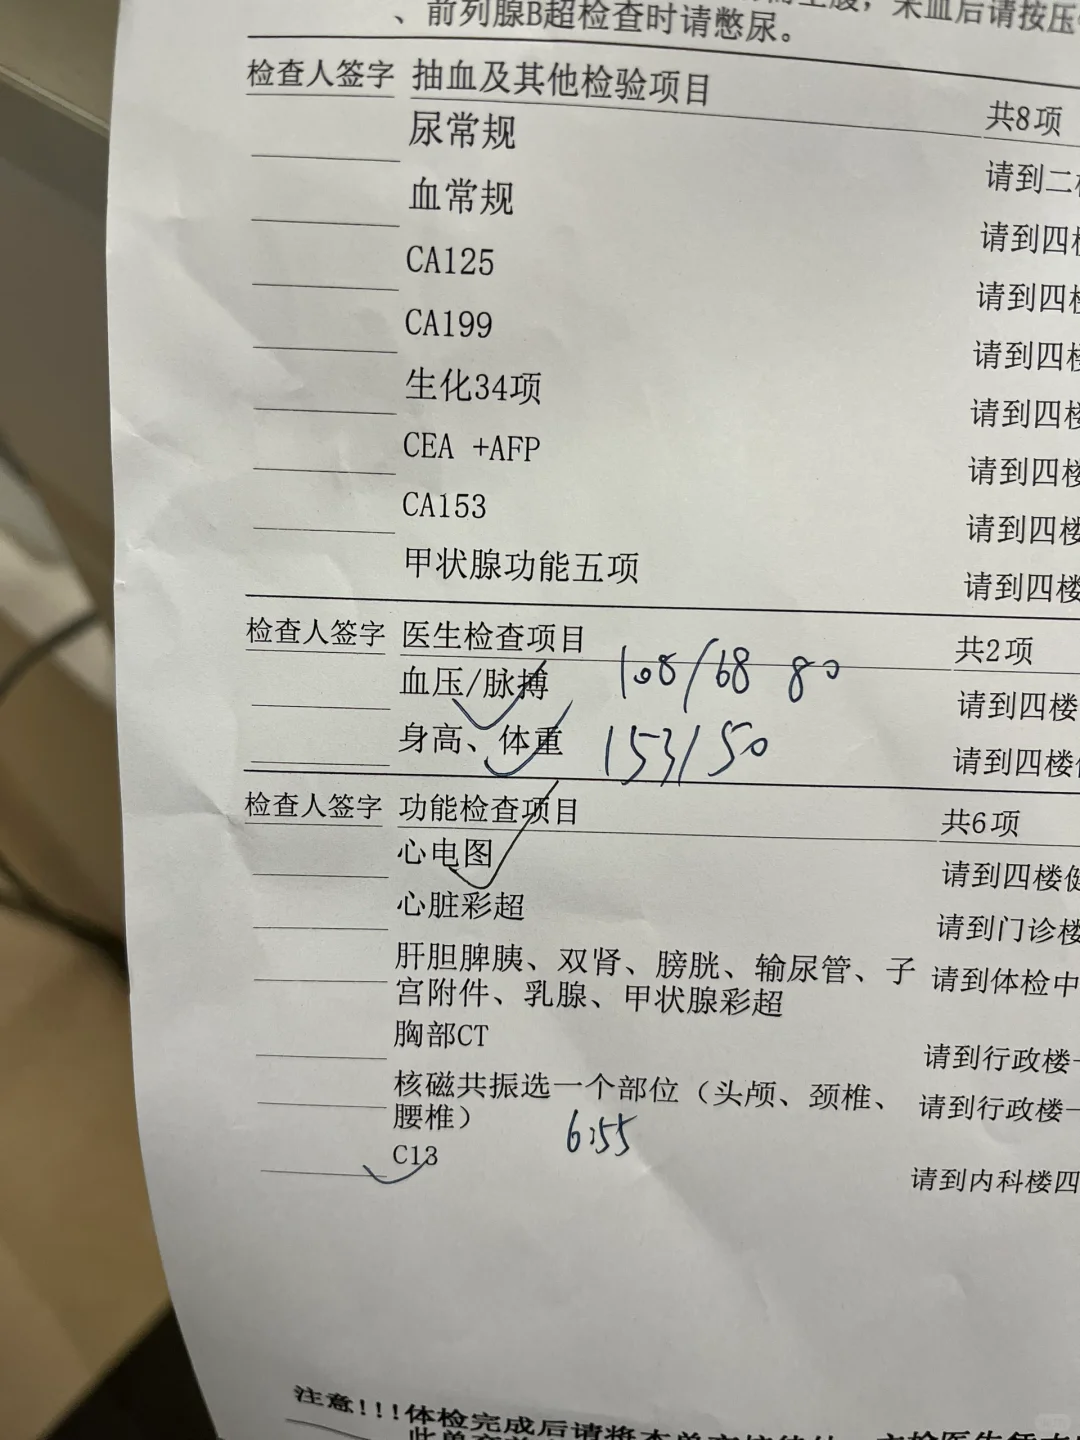 、前列腺B超检查时请憋尿。
检查人签字 抽血及其他检验项目 共8项
尿常规 请到二
血常规 请到四
CA125 请到四
CA199 请到四
生化34项 请到四
CEA +AFP 请到四
CA153 请到四
甲状腺功能五项 请到四楼
检查人签字 医生检查项目 共2项
血压/脉搏 108/68 80 请到四楼
身高、体重 153/50 请到四楼
检查人签字 功能检查项目 共6项
心电图 请到四楼
心脏彩超 请到门诊楼
肝胆脾胰、双肾、膀胱、输尿管、子 请到体检中
宫附件、乳腺、甲状腺彩超
胸部CT 请到行政楼
核磁共振选一个部位（头颅、颈椎、 请到行政楼
腰椎） 6:55
C13 请到内科楼四
注意!!!体检完成后请将本单交